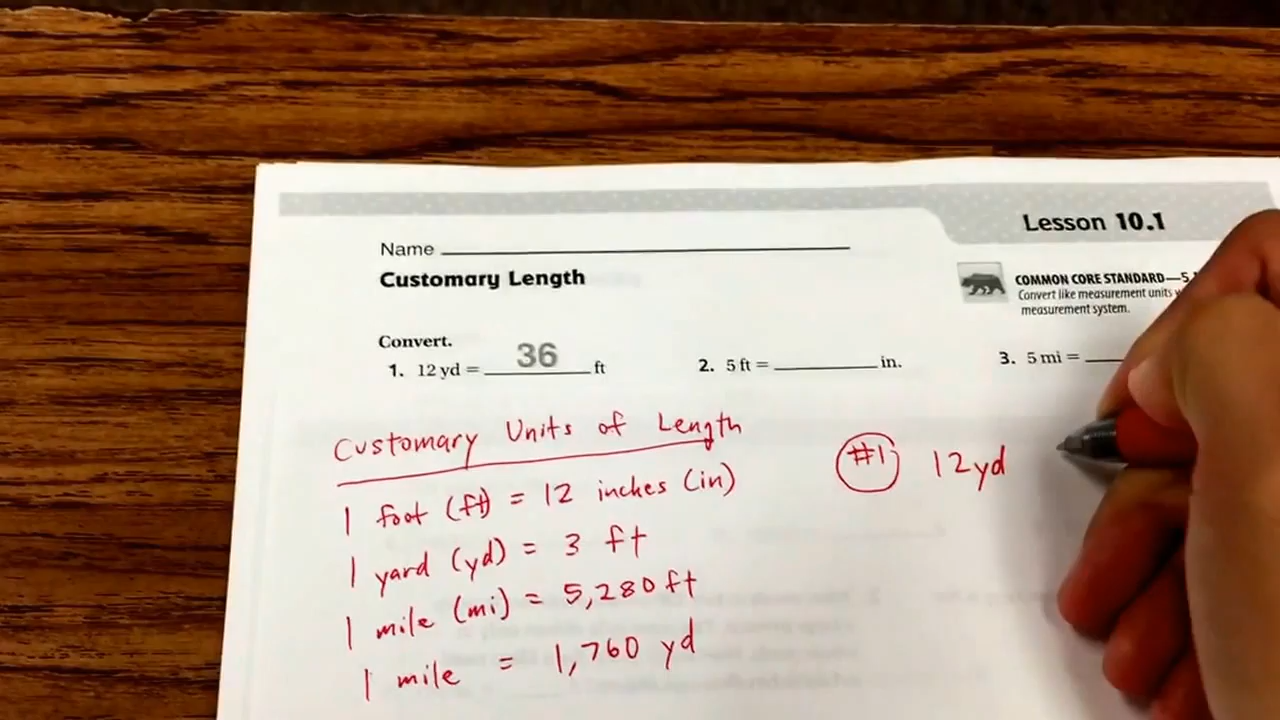 Lesson 10.1
Name
Customary Length
COMMON CORE STANDARD—5.
Convert like measurement units
measurement system.
Convert.
1. 12 yd = 36 ft
2. 5 ft = in.
3. 5 mi =
Customary Units of Length
1 foot (ft) = 12 inches (in)
1 yard (yd) = 3 ft
1 mile (mi) = 5,280 ft
1 mile = 1,760 yd
#1 12yd